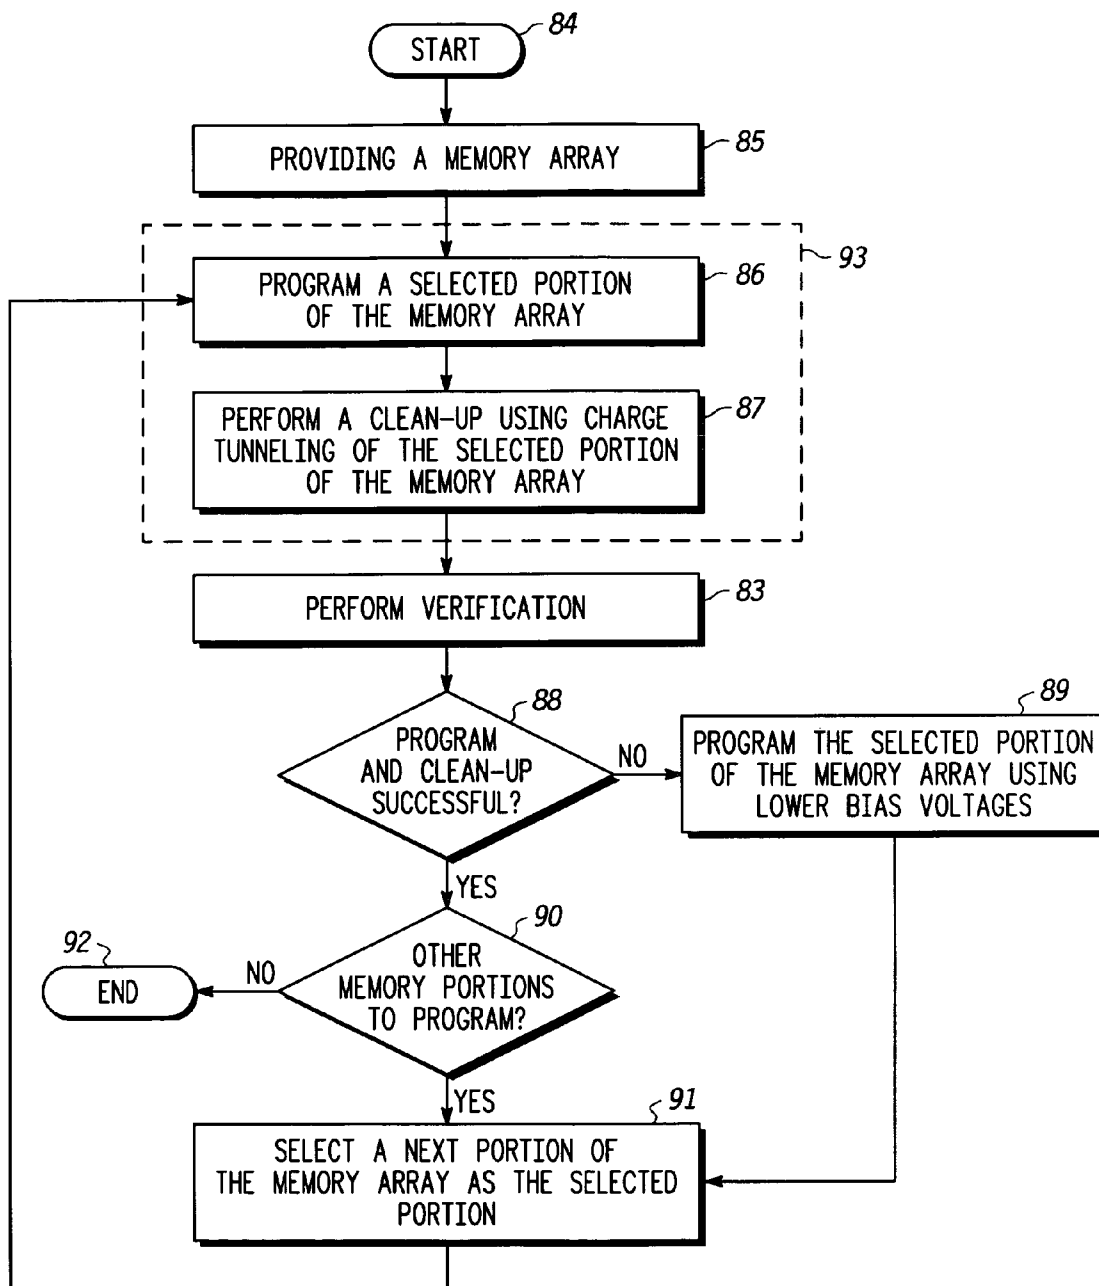 84
START
PROVIDING A MEMORY ARRAY
85
93
PROGRAM A SELECTED PORTION
OF THE MEMORY ARRAY
86
PERFORM A CLEAN-UP USING CHARGE
TUNNELING OF THE SELECTED PORTION
OF THE MEMORY ARRAY
87
PERFORM VERIFICATION
83
88
PROGRAM
AND CLEAN-UP
SUCCESSFUL?
NO
89
PROGRAM THE SELECTED PORTION
OF THE MEMORY ARRAY USING
LOWER BIAS VOLTAGES
YES
90
OTHER
MEMORY PORTIONS
TO PROGRAM?
NO
92
END
YES
91
SELECT A NEXT PORTION OF
THE MEMORY ARRAY AS THE SELECTED
PORTION